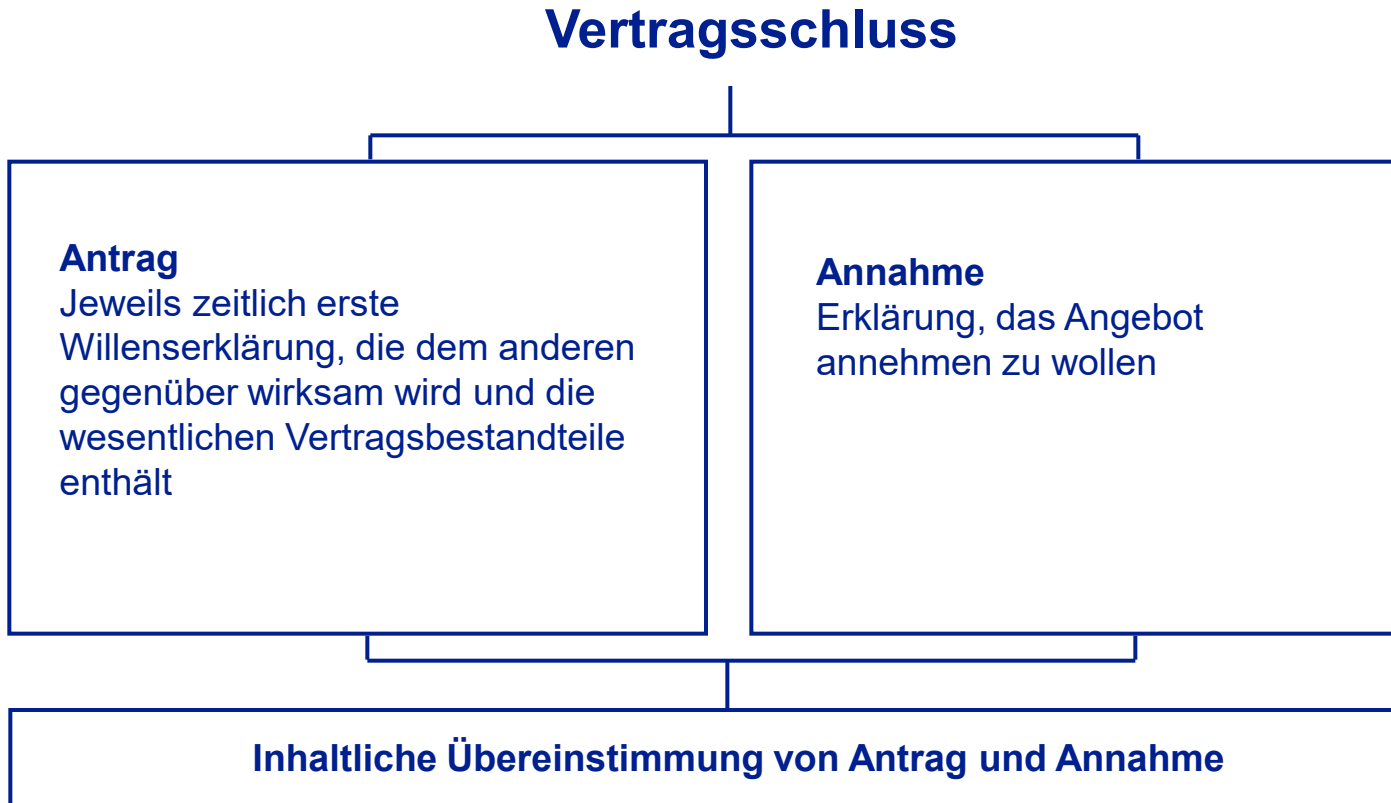 Vertragsschluss
Antrag
Jeweils zeitlich erste
Willenserklärung, die dem anderen
gegenüber wirksam wird und die
wesentlichen Vertragsbestandteile
enthält
Annahme
Erklärung, das Angebot
annehmen zu wollen
Inhaltliche Übereinstimmung von Antrag und Annahme